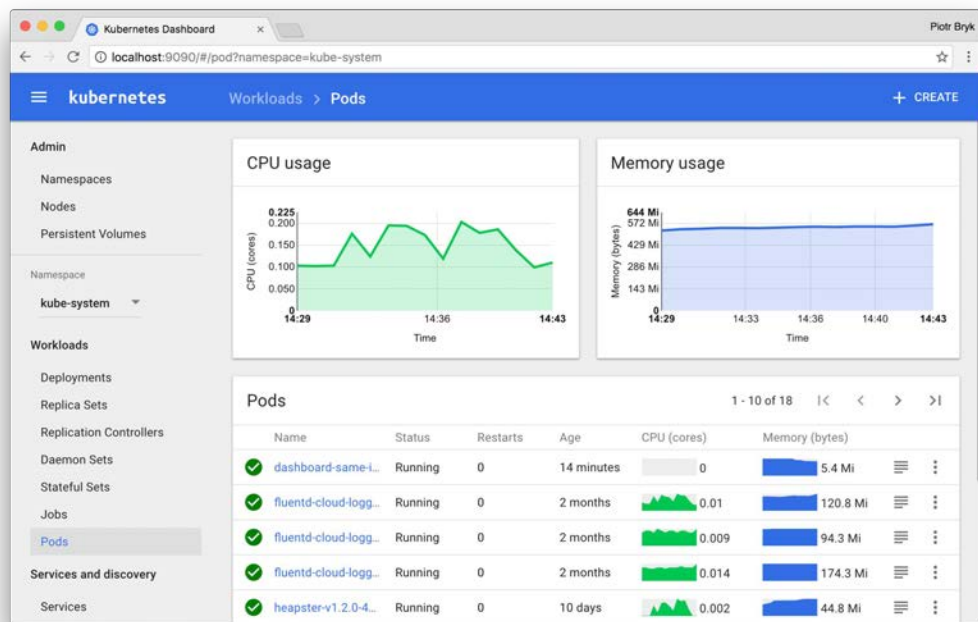 Kubernetes Dashboard
Piotr Bryk
localhost:9090/#/pod?namespace=kube-system
kubernetes
Workloads > Pods
+ CREATE
Admin
Namespaces
Nodes
Persistent Volumes
Namespace
kube-system
Workloads
Deployments
Replica Sets
Replication Controllers
Daemon Sets
Stateful Sets
Jobs
Pods
Services and discovery
Services
CPU usage
CPU (cores)
0.225
0.200
0.150
0.100
0.050
0
14:29 14:36 14:43
Time
Memory usage
Memory (bytes)
644 Mi
572 Mi
429 Mi
286 Mi
143 Mi
0
14:29 14:33 14:36 14:40 14:43
Time
Pods
1 - 10 of 18
Name Status Restarts Age CPU (cores) Memory (bytes)
dashboard-same-i... Running 0 14 minutes 0 5.4 Mi
fluentd-cloud-logg... Running 0 2 months 0.01 120.8 Mi
fluentd-cloud-logg... Running 0 2 months 0.009 94.3 Mi
fluentd-cloud-logg... Running 0 2 months 0.014 174.3 Mi
heapster-v1.2.0-4... Running 0 10 days 0.002 44.8 Mi